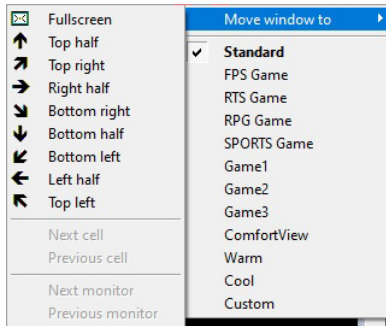 Fullscreen
Top half
Top right
Right half
Bottom right
Bottom half
Bottom left
Left half
Top left
Next cell
Previous cell
Next monitor
Previous monitor
Move window to
Standard
FPS Game
RTS Game
RPG Game
SPORTS Game
Game1
Game2
Game3
ComfortView
Warm
Cool
Custom